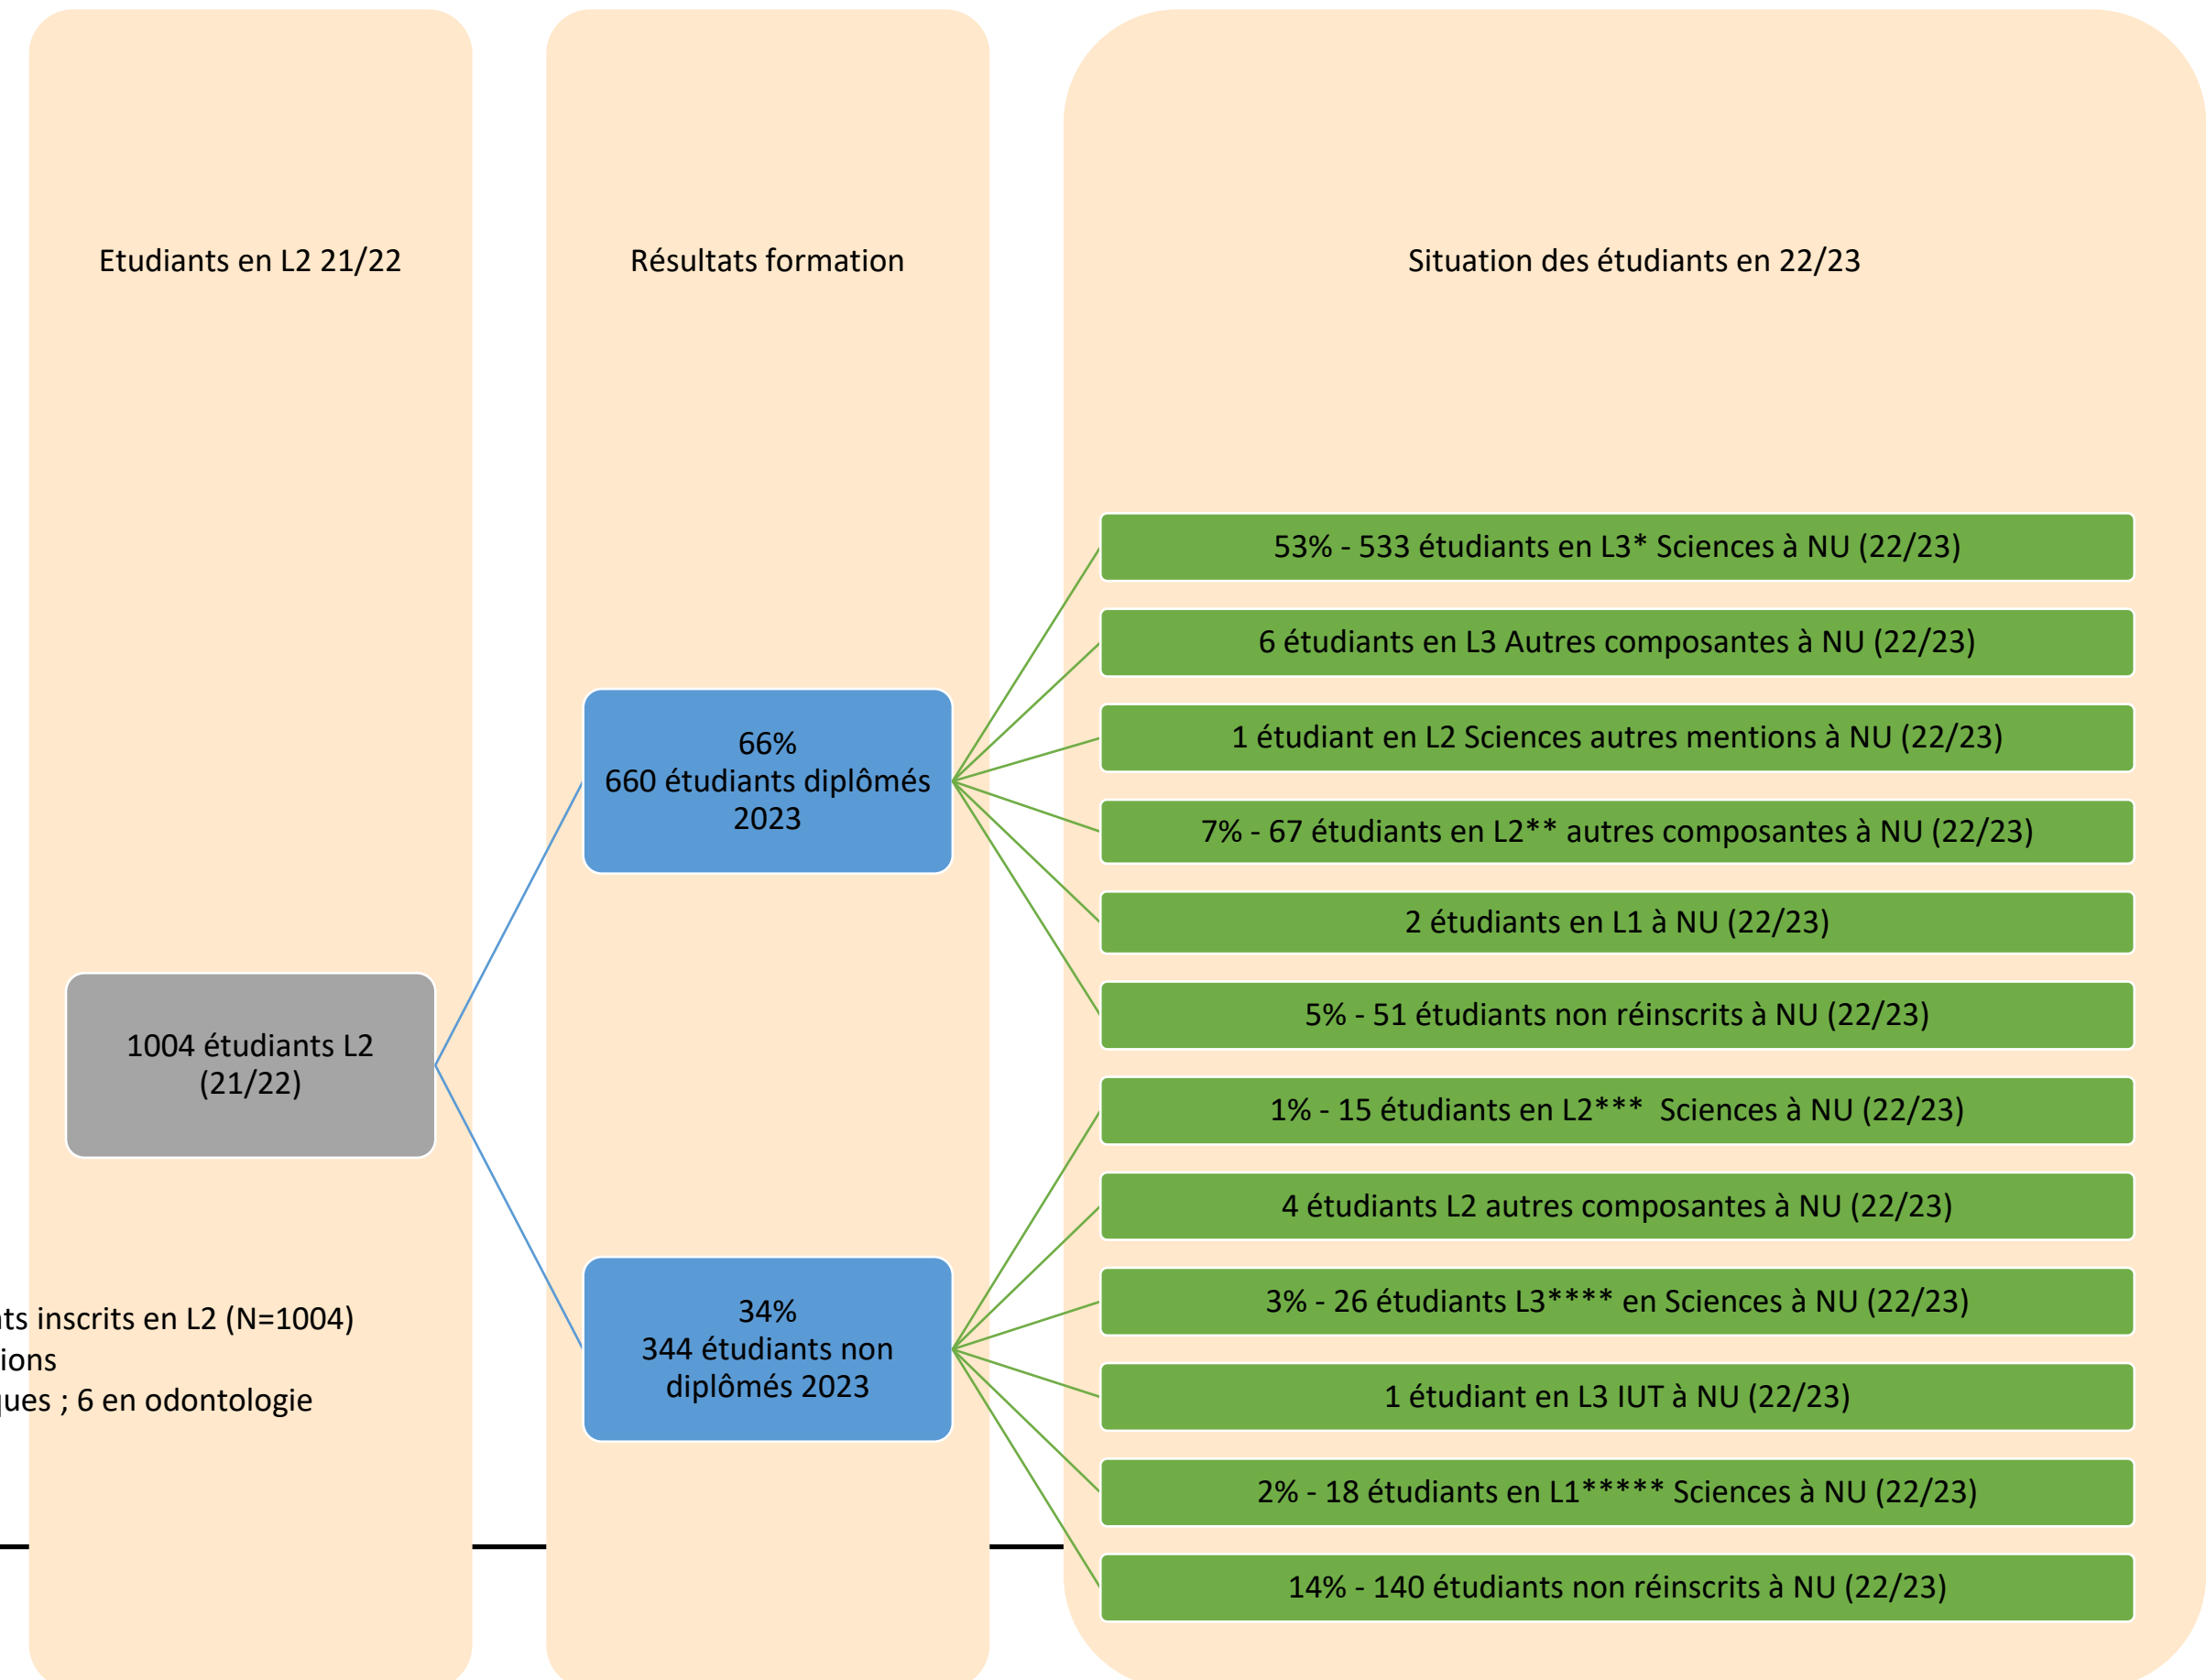 Etudiants en L2 21/22
Résultats formation
Situation des étudiants en 22/23
1004 étudiants L2
(21/22)
66%
660 étudiants diplômés
2023
34%
344 étudiants non
diplômés 2023
53% - 533 étudiants en L3* Sciences à NU (22/23)
6 étudiants en L3 Autres composantes à NU (22/23)
1 étudiant en L2 Sciences autres mentions à NU (22/23)
7% - 67 étudiants en L2** autres composantes à NU (22/23)
2 étudiants en L1 à NU (22/23)
5% - 51 étudiants non réinscrits à NU (22/23)
1% - 15 étudiants en L2*** Sciences à NU (22/23)
4 étudiants L2 autres composantes à NU (22/23)
3% - 26 étudiants L3**** en Sciences à NU (22/23)
1 étudiant en L3 IUT à NU (22/23)
2% - 18 étudiants en L1***** Sciences à NU (22/23)
14% - 140 étudiants non réinscrits à NU (22/23)
inscrits en L2 (N=1004)
; 6 en odontologie